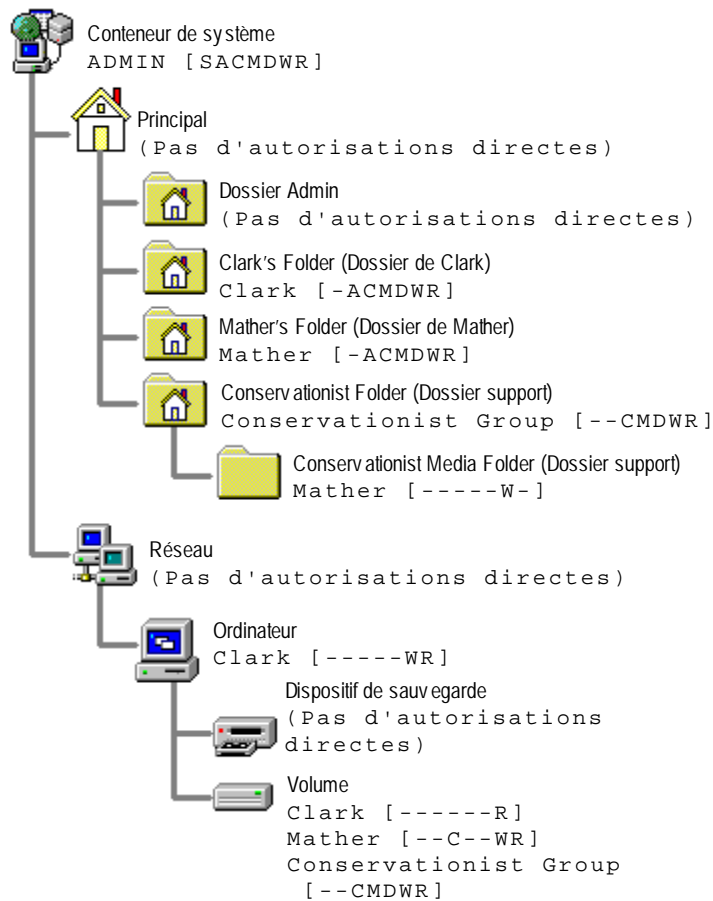 Conteneur de système
ADMIN [SACMDWR]
Principal
(Pas d'autorisations directes)
Dossier Admin
(Pas d'autorisations directes)
Clark's Folder (Dossier de Clark)
Clark [-ACMDWR]
Mather's Folder (Dossier de Mather)
Mather [-ACMDWR]
Conservationist Folder (Dossier support)
Conservationist Group [--CMDWR]
Conservationist Media Folder (Dossier support)
Mather [-----W-]
Réseau
(Pas d'autorisations directes)
Ordinateur
Clark [-----WR]
Dispositif de sauvegarde
(Pas d'autorisations
directes)
Volume
Clark [------R]
Mather [--C--WR]
Conservationist Group
[--CMDWR]